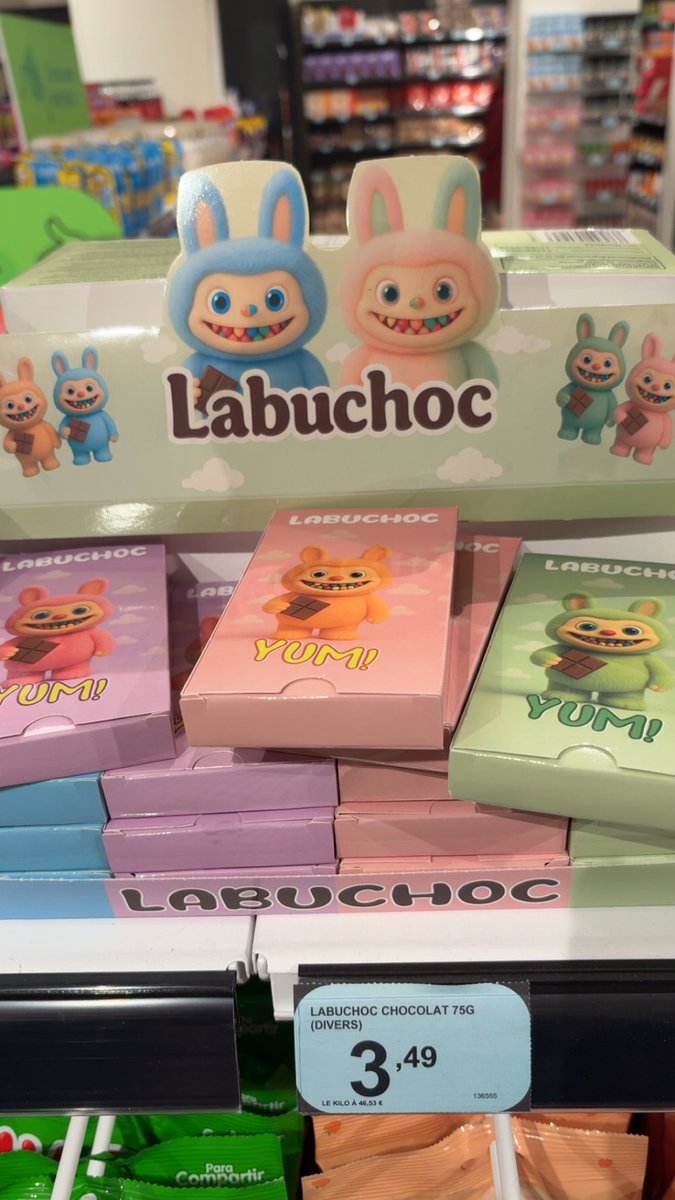 Labuchoc
LABUCHOC
YUM!
LABUCHOC
YUM!
LABUCHOC
YUM!
LABUCHOC
LABUCHOC CHOCOLAT 75G
(DIVERS)
3,49
LE KILO À 46,53 €
136555
Para
Compartir